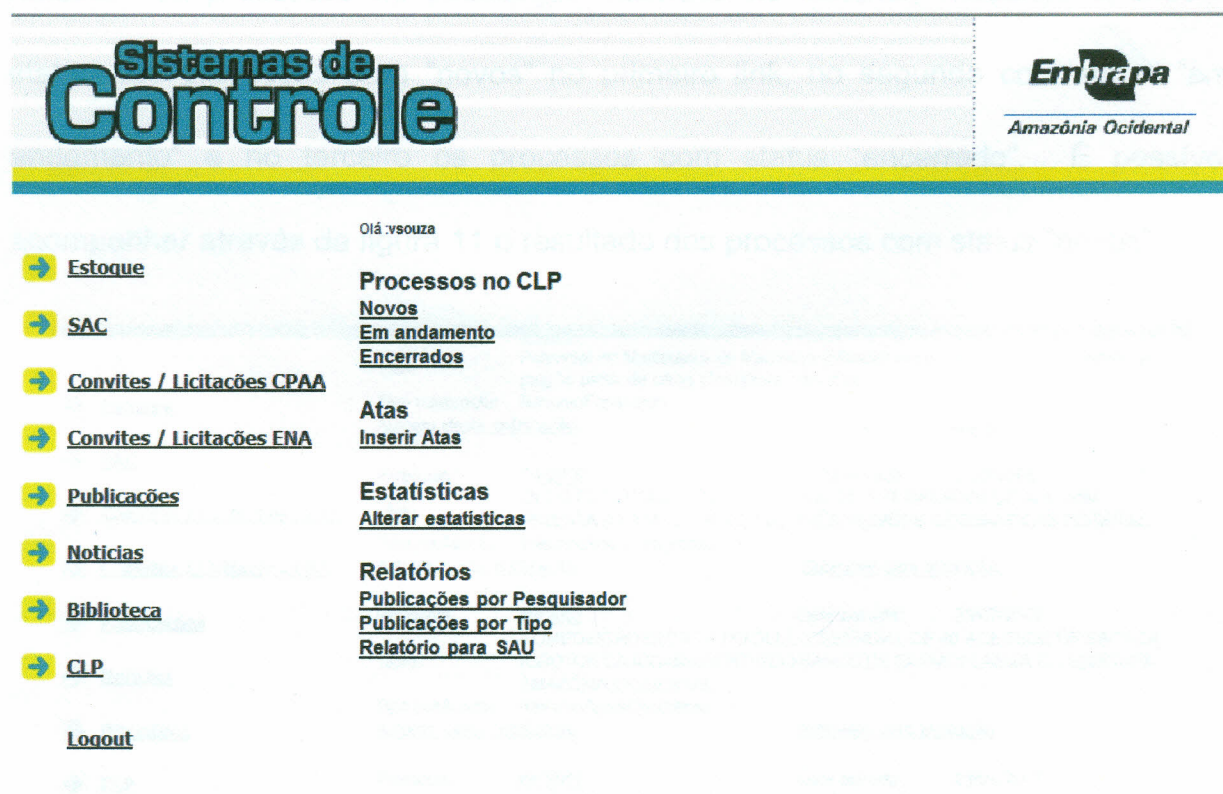 Sistemas de
Controle
Embrapa
Amazônia Ocidental
Olá :vsouza
Estoque
SAC
Convites / Licitações CPAA
Convites / Licitações ENA
Publicações
Noticias
Biblioteca
CLP
Logout
Processos no CLP
Novos
Em andamento
Encerrados
Atas
Inserir Atas
Estatísticas
Alterar estatísticas
Relatórios
Publicações por Pesquisador
Publicações por Tipo
Relatório para SAU